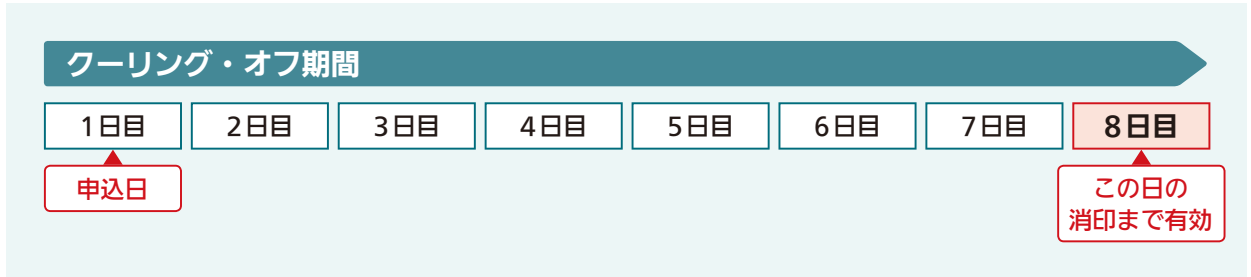 クーリング・オフ期間
1日目
2日目
3日目
4日目
5日目
6日目
7日目
8日目
申込日
この日の
消印まで有効